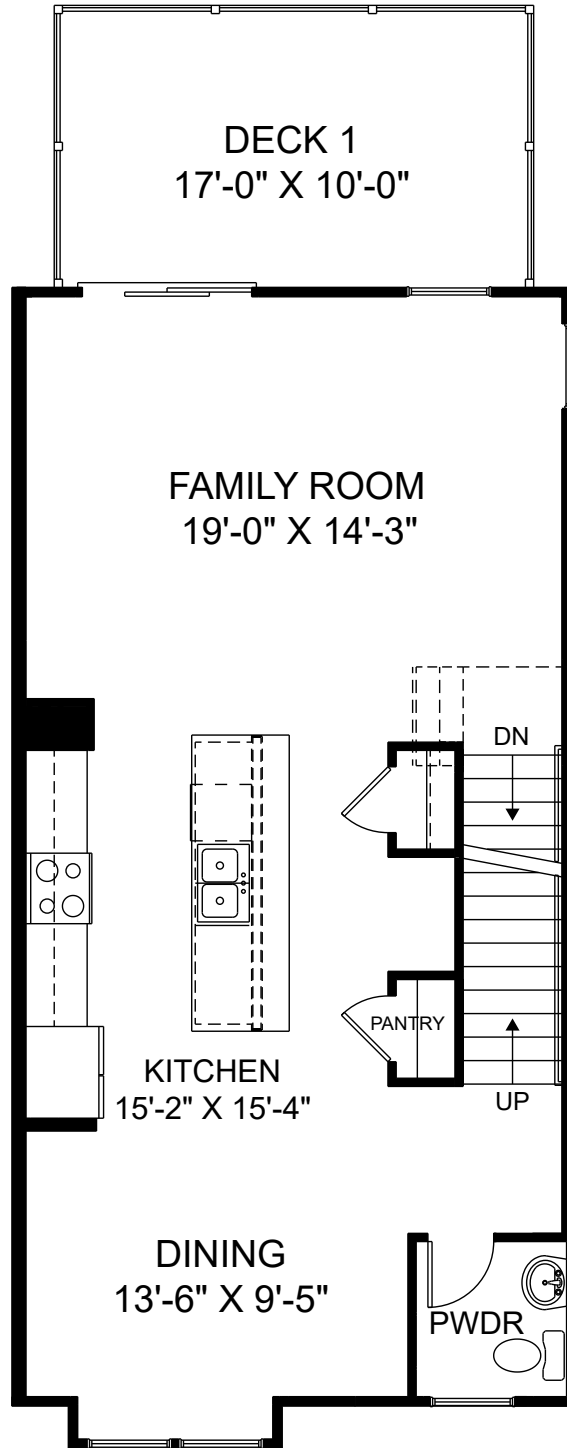 DECK 1
17'-0" X 10'-0"
FAMILY ROOM
19'-0" X 14'-3"
DN
PANTRY
KITCHEN
15'-2" X 15'-4"
UP
DINING
13'-6" X 9'-5"
PWDR